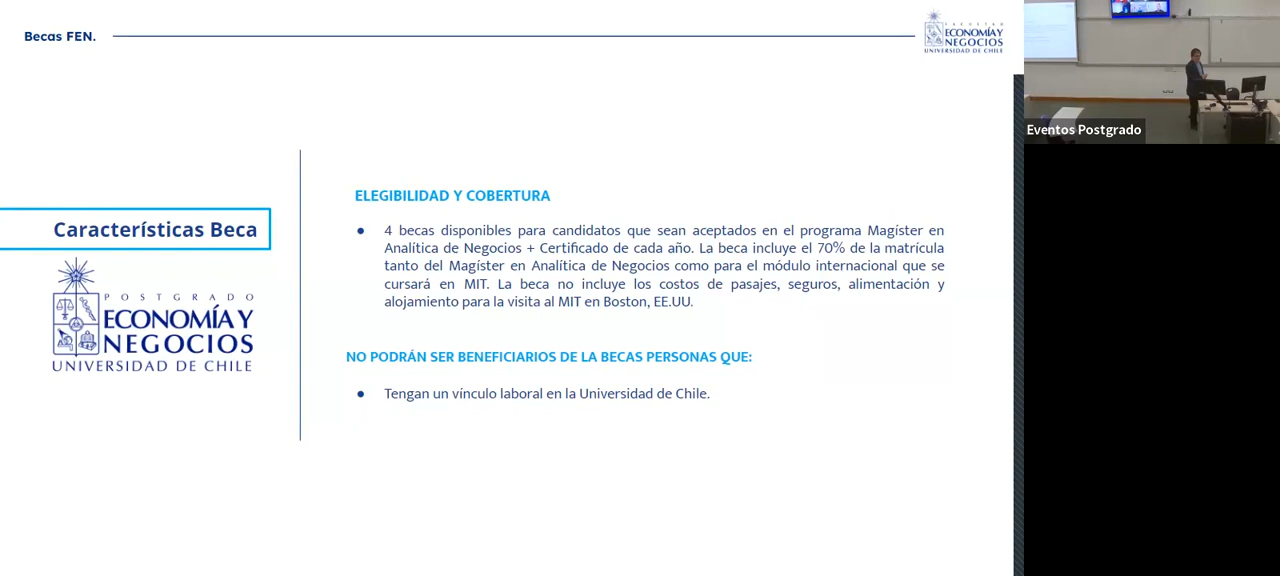 Becas FEN.
FACULTAD
ECONOMÍA Y
NEGOCIOS
UNIVERSIDAD DE CHILE
Eventos Postgrado
ELEGIBILIDAD Y COBERTURA
Características Beca
● 4 becas disponibles para candidatos que sean aceptados en el programa Magíster en
Analítica de Negocios + Certificado de cada año. La beca incluye el 70% de la matrícula
tanto del Magíster en Analítica de Negocios como para el módulo internacional que se
cursará en MIT. La beca no incluye los costos de pasajes, seguros, alimentación y
alojamiento para la visita al MIT en Boston, EE.UU.
POSTGRADO
ECONOMÍA Y
NEGOCIOS
UNIVERSIDAD DE CHILE
NO PODRÁN SER BENEFICIARIOS DE LA BECAS PERSONAS QUE:
● Tengan un vínculo laboral en la Universidad de Chile.